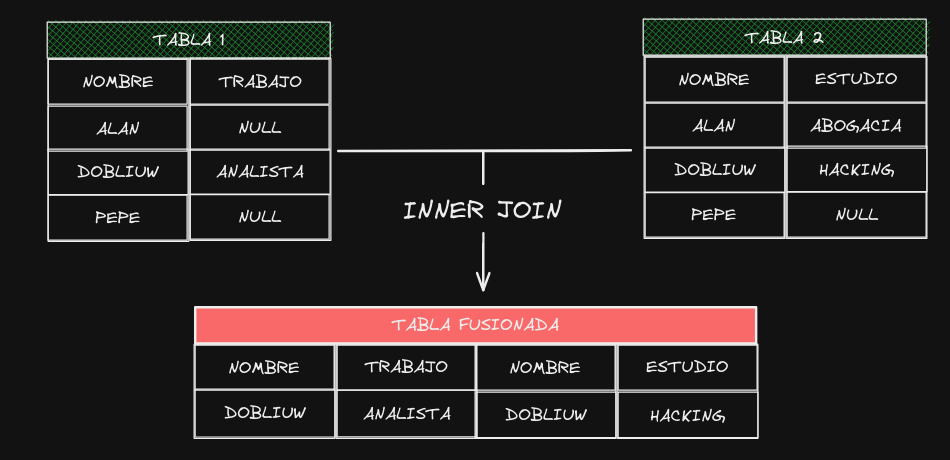 TABLA 1
NOMBRE TRABAJO
ALAN NULL
DOBLIUW ANALISTA
PEPE NULL
TABLA 2
NOMBRE ESTUDIO
ALAN ABOGACIA
DOBLIUW HACKING
PEPE NULL
INNER JOIN
TABLA FUSIONADA
NOMBRE TRABAJO NOMBRE ESTUDIO
DOBLIUW ANALISTA DOBLIUW HACKING